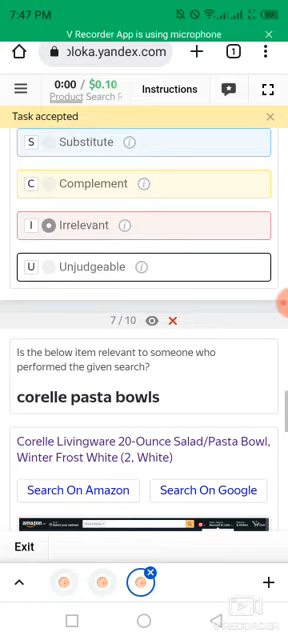 7:47 PM
V Recorder App is using microphone
bloka.yandex.com
1
0:00 / $0.10
Product Search R
Instructions
Task accepted
S Substitute
C Complement
I Irrelevant
U Unjudgeable
7 / 10
Is the below item relevant to someone who
performed the given search?
corelle pasta bowls
Corelle Livingware 20-Ounce Salad/Pasta Bowl,
Winter Frost White (2, White)
Search On Amazon
Search On Google
amazon
Exit